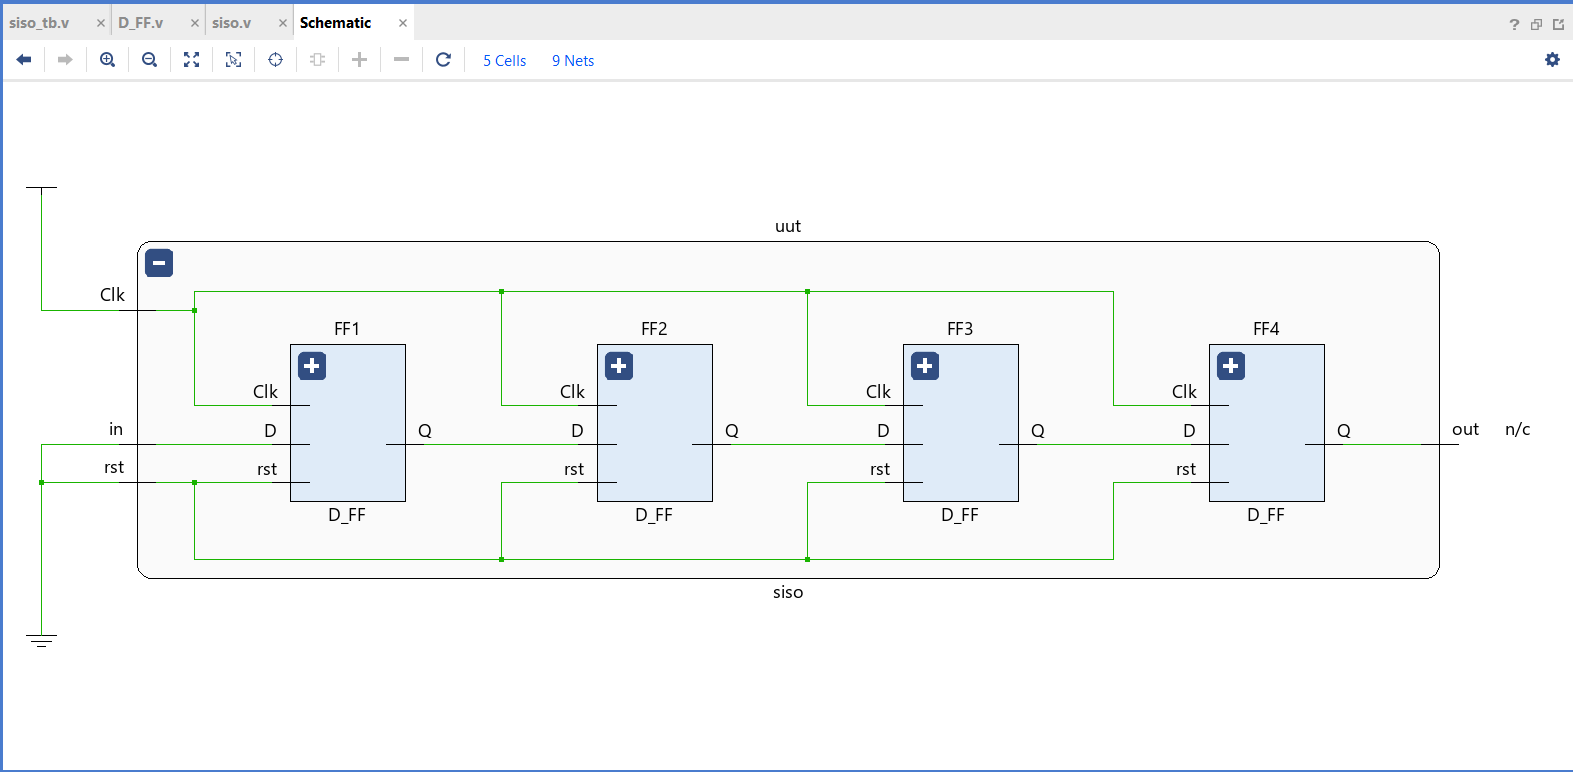 siso_tb.v × D_FF.v × siso.v × Schematic ×
5 Cells 9 Nets
uut
Clk
FF1 FF2 FF3 FF4
Clk Clk Clk Clk
in D Q D Q D Q D Q out n/c
rst rst rst rst rst
D_FF D_FF D_FF D_FF
siso